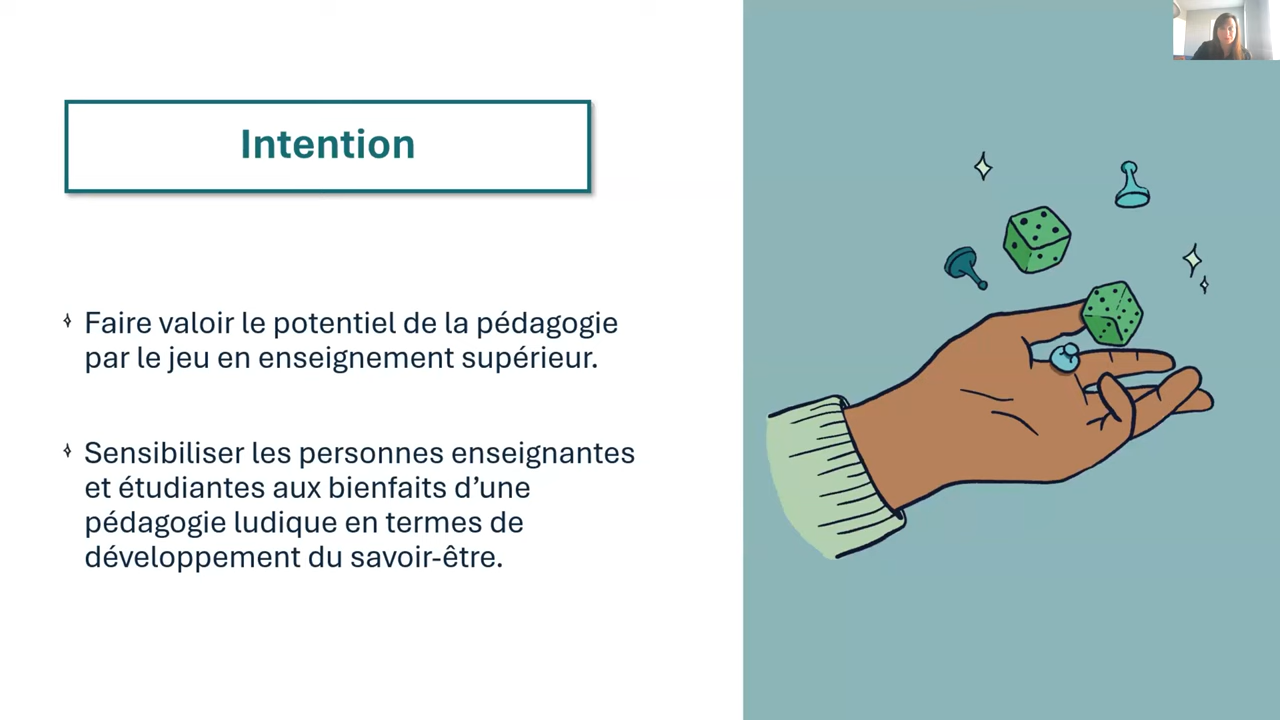 Intention
Faire valoir le potentiel de la pédagogie
par le jeu en enseignement supérieur.
Sensibiliser les personnes enseignantes
et étudiantes aux bienfaits d’une
pédagogie ludique en termes de
développement du savoir-être.